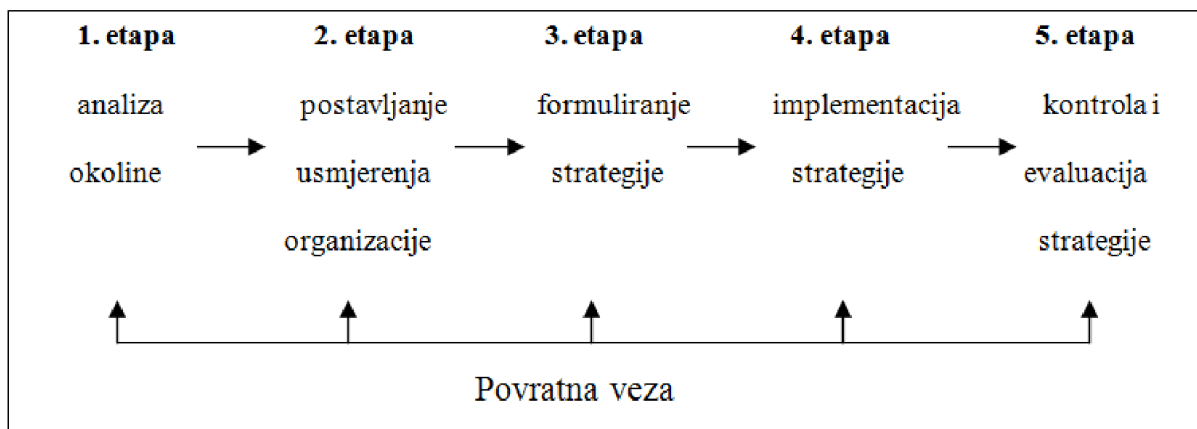 1. etapa 2. etapa 3. etapa 4. etapa 5. etapa
analiza postavljanje formuliranje implementacija kontrola i
okoline usmjerenja strategije strategije evaluacija
organizacije strategije
Povratna veza